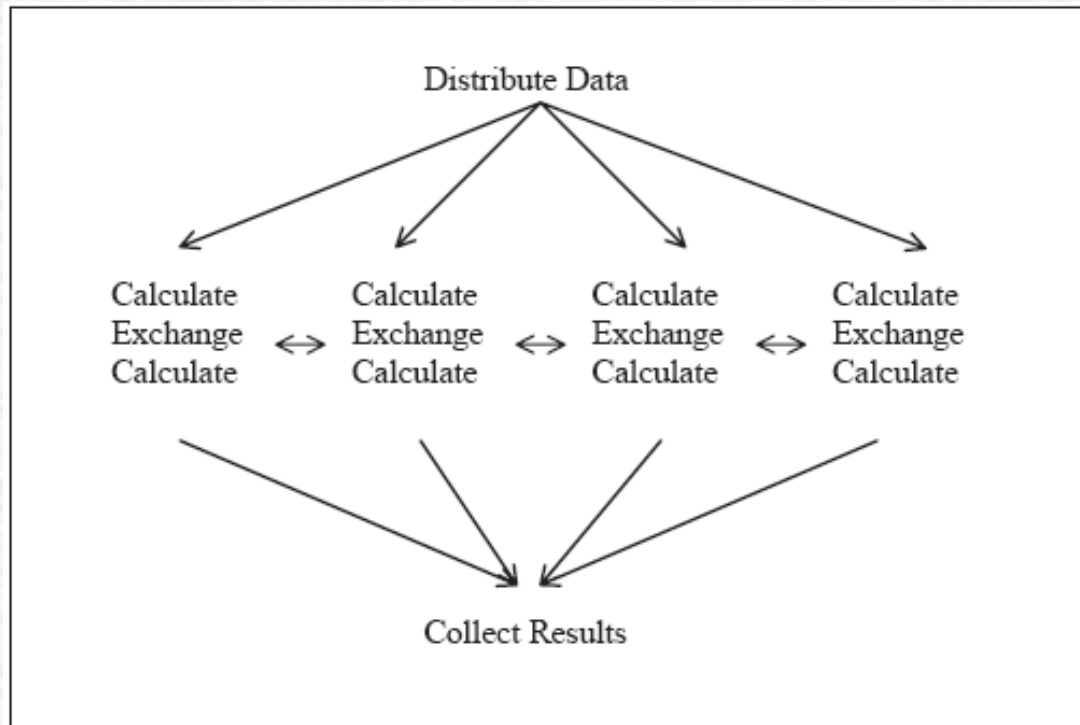 Distribute Data
Calculate
Exchange
Calculate
Calculate
Exchange
Calculate
Calculate
Exchange
Calculate
Calculate
Exchange
Calculate
Collect Results